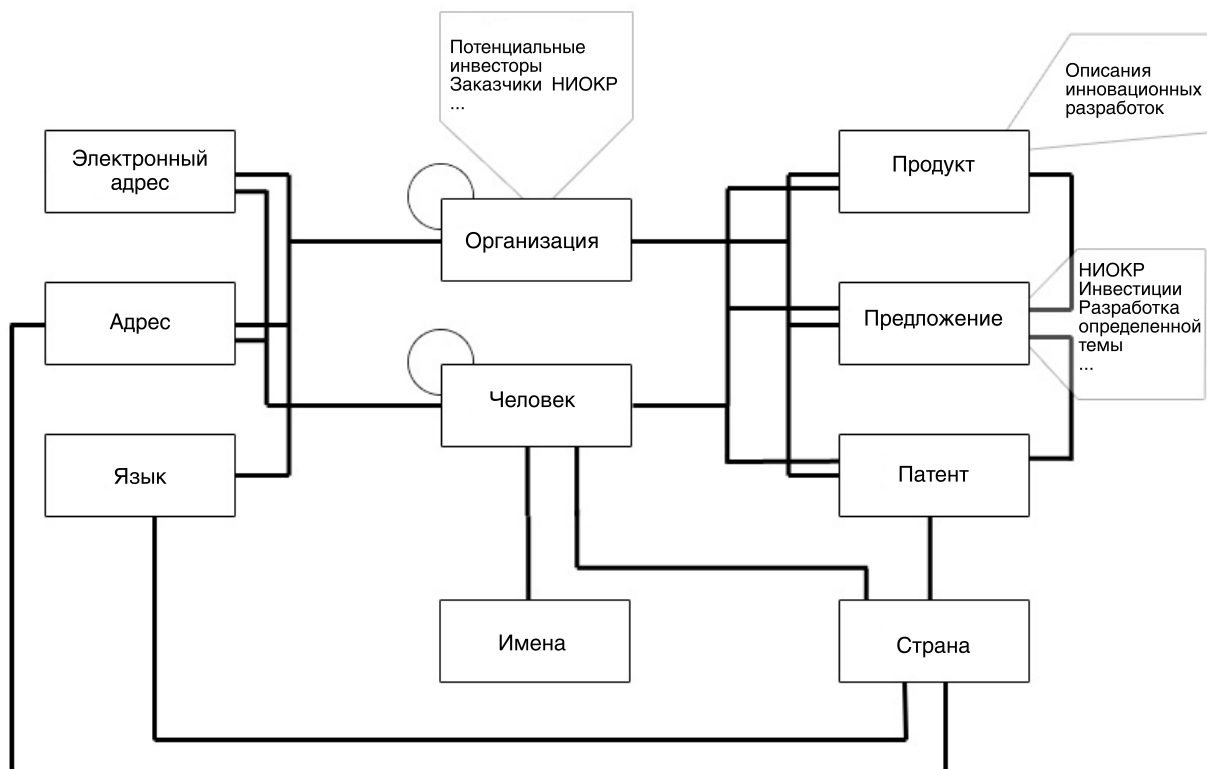 Потенциальные
инвесторы
Заказчики НИОКР
...
Описания
инновационных
разработок
Электронный
адрес
Организация
Продукт
Адрес
Человек
Предложение
НИОКР
Инвестиции
Разработка
определенной
темы
...
Язык
Патент
Имена
Страна